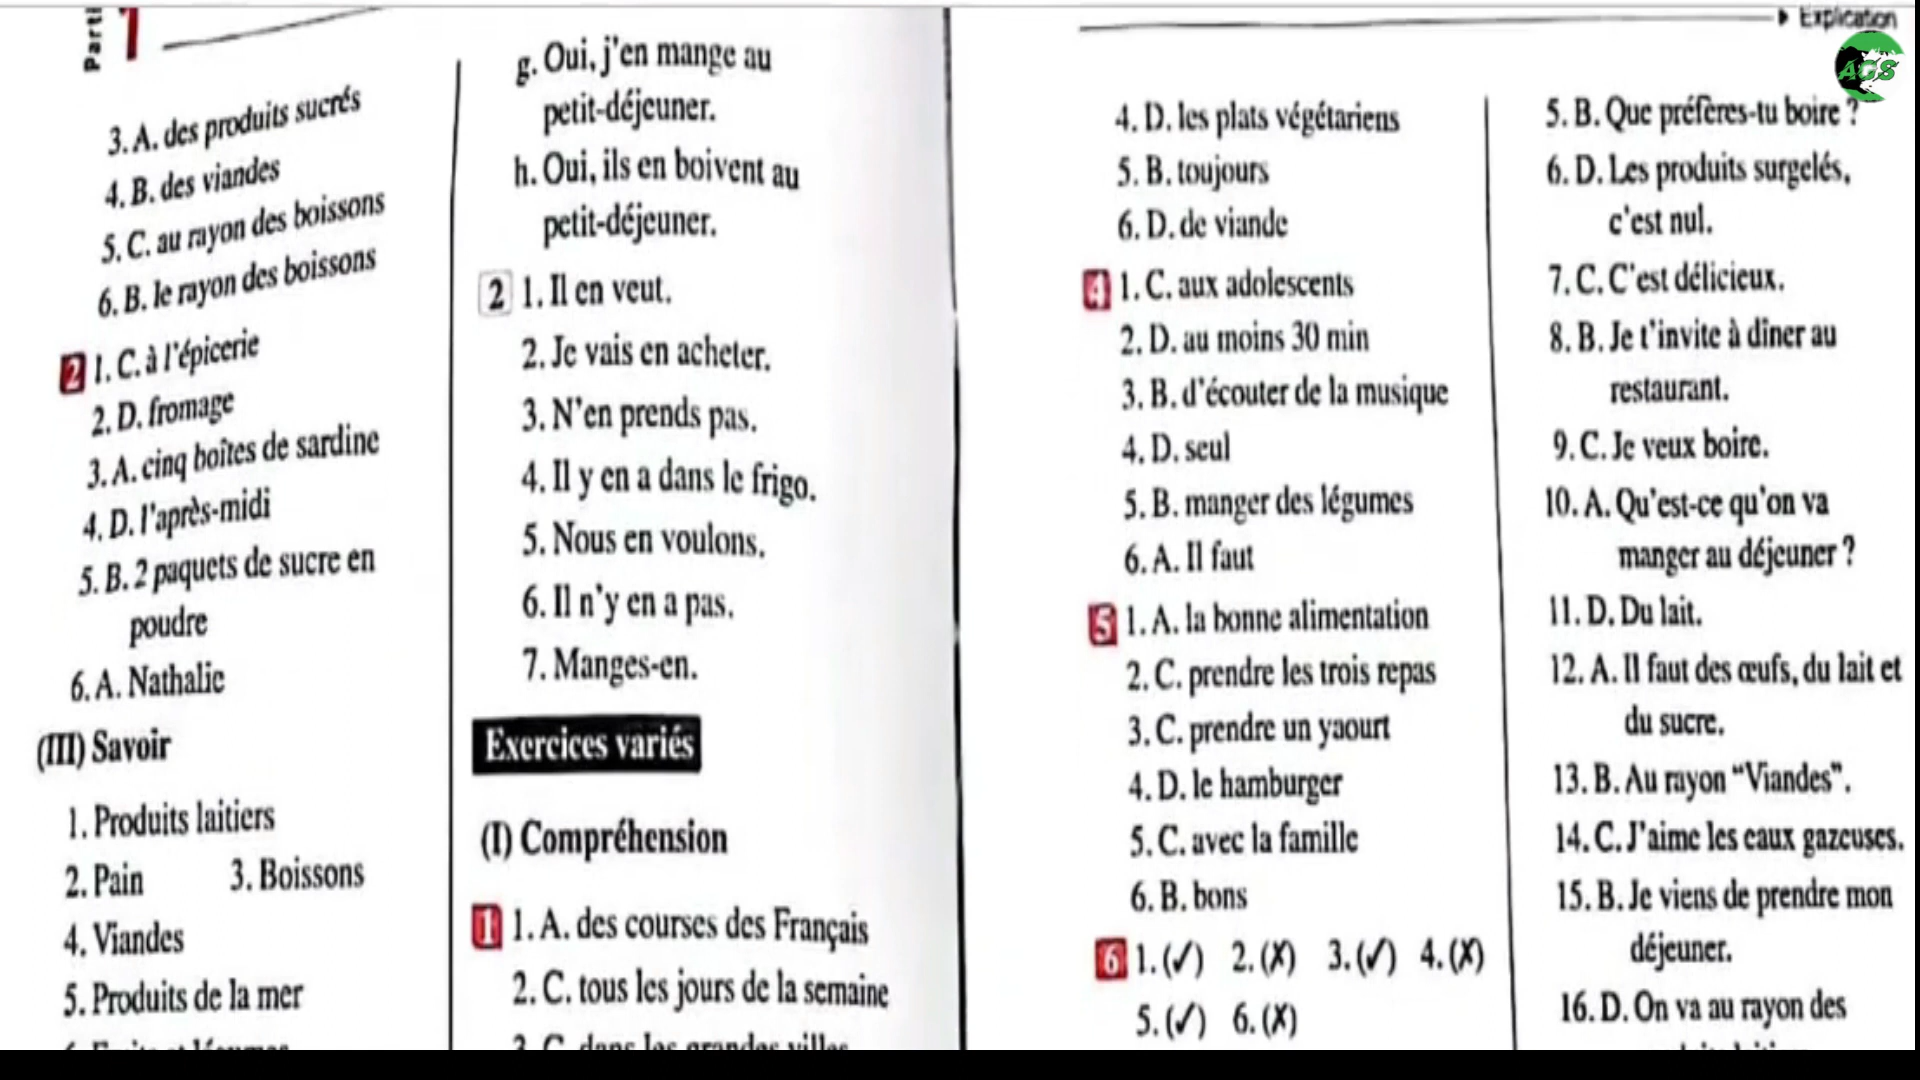 Parti
1
3. A. des produits sucrés
4. B. des viandes
5. C. au rayon des boissons
6. B. le rayon des boissons
2 1. C. à l'épicerie
2. D. fromage
3. A. cinq boîtes de sardine
4. D. l'après-midi
5. B. 2 paquets de sucre en
poudre
6. A. Nathalie
(III) Savoir
1. Produits laitiers
2. Pain 3. Boissons
4. Viandes
5. Produits de la mer
g. Oui, j'en mange au
petit-déjeuner.
h. Oui, ils en boivent au
petit-déjeuner.
2 1. Il en veut.
2. Je vais en acheter.
3. N'en prends pas.
4. Il y en a dans le frigo.
5. Nous en voulons.
6. Il n'y en a pas.
7. Manges-en.
Exercices variés
(I) Compréhension
1 1. A. des courses des Français
2. C. tous les jours de la semaine
3. C. dans les grandes villes
Explication
AGS
4. D. les plats végétariens
5. B. toujours
6. D. de viande
4 1. C. aux adolescents
2. D. au moins 30 min
3. B. d'écouter de la musique
4. D. seul
5. B. manger des légumes
6. A. Il faut
5 1. A. la bonne alimentation
2. C. prendre les trois repas
3. C. prendre un yaourt
4. D. le hamburger
5. C. avec la famille
6. B. bons
6 1. (✓) 2. (✗) 3. (✓) 4. (✗)
5. (✓) 6. (✗)
5. B. Que préfères-tu boire ?
6. D. Les produits surgelés,
c'est nul.
7. C. C'est délicieux.
8. B. Je t'invite à dîner au
restaurant.
9. C. Je veux boire.
10. A. Qu'est-ce qu'on va
manger au déjeuner ?
11. D. Du lait.
12. A. Il faut des œufs, du lait et
du sucre.
13. B. Au rayon “Viandes”.
14. C. J'aime les eaux gazeuses.
15. B. Je viens de prendre mon
déjeuner.
16. D. On va au rayon des